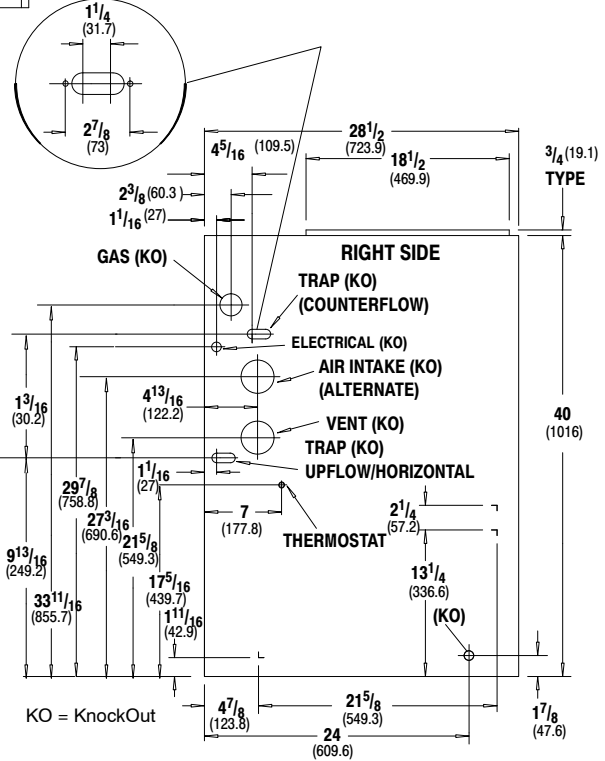 1 1/4
(31.7)
2 7/8
(73)
28 1/2
(723.9)
4 5/16 (109.5)
18 1/2
(469.9)
3/4 (19.1)
TYPE
2 3/8 (60.3 )
1 1/16 (27)
RIGHT SIDE
GAS (KO)
TRAP (KO)
(COUNTERFLOW)
ELECTRICAL (KO)
AIR INTAKE (KO)
(ALTERNATE)
4 13/16
(122.2)
1 3/16
(30.2)
40
(1016)
VENT (KO)
TRAP (KO)
UPFLOW/HORIZONTAL
1 1/16
(27)
29 7/8
(758.8)
7
(177.8)
2 1/4
(57.2)
27 3/16
(690.6)
THERMOSTAT
21 5/8
(549.3)
9 13/16
(249.2)
13 1/4
(336.6)
17 5/16
(439.7)
33 11/16
(855.7)
1 11/16
(42.9)
(KO)
KO = KnockOut
4 7/8
(123.8)
21 5/8
(549.3)
1 7/8
(47.6)
24
(609.6)